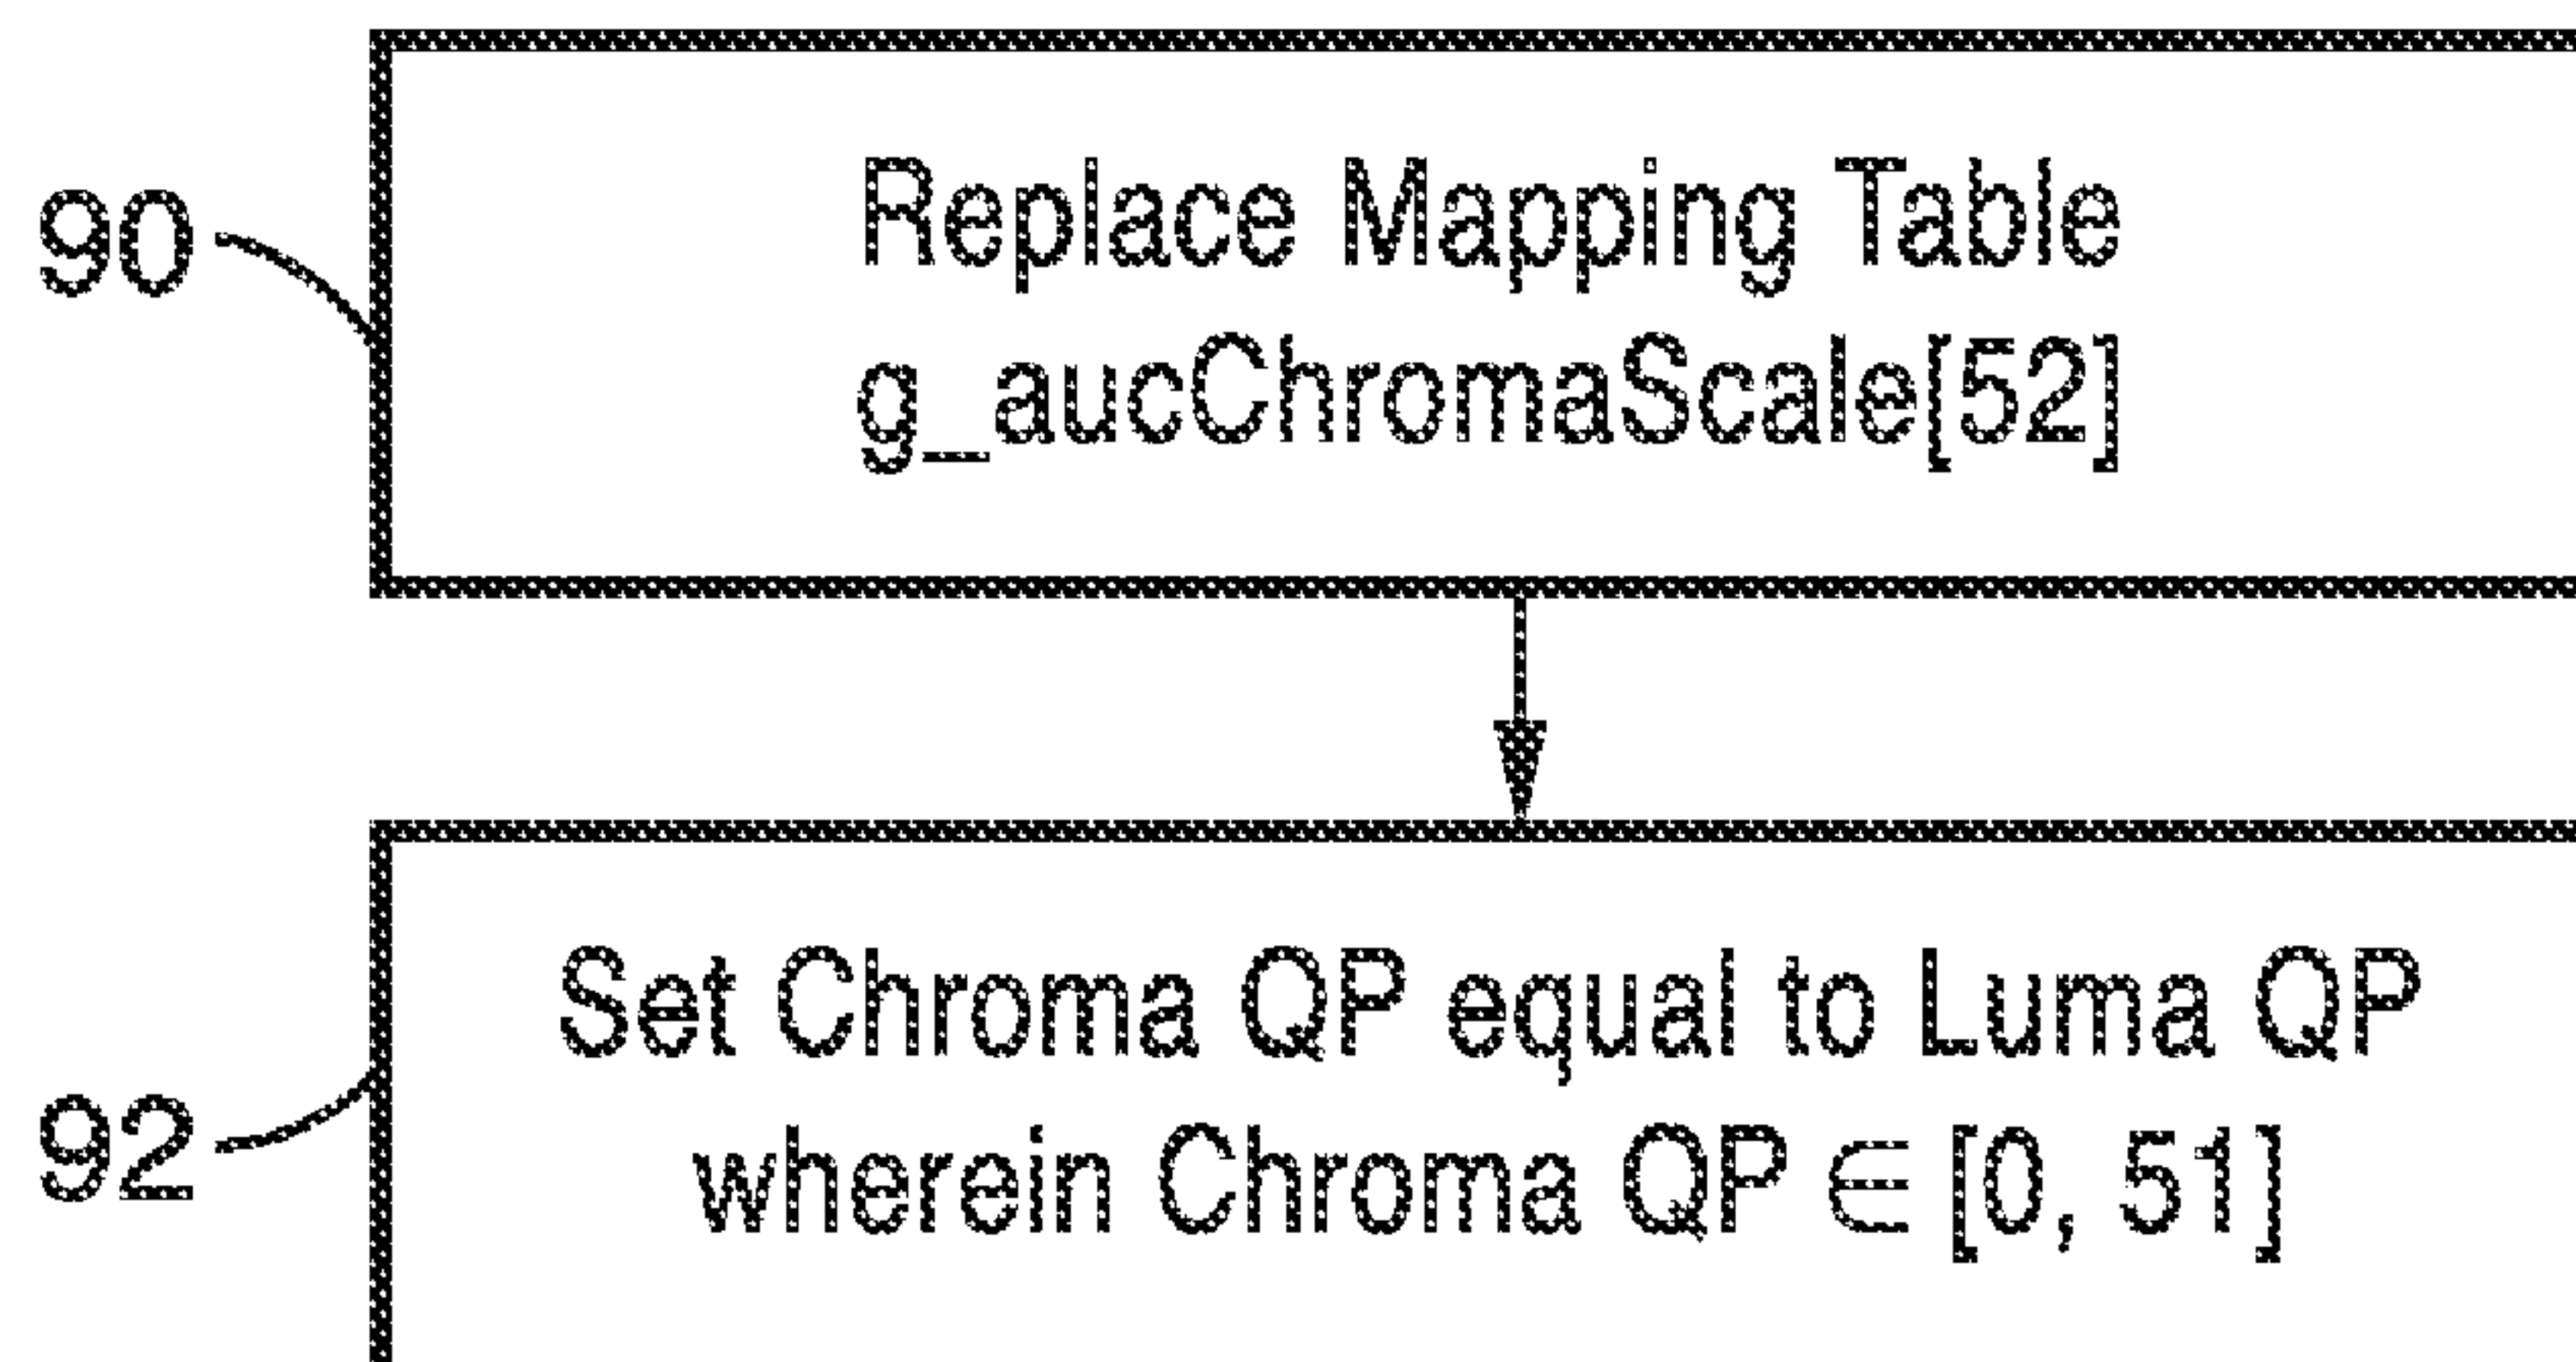 90
Replace Mapping Table
g_aucChromaScale[52]
92
Set Chroma QP equal to Luma QP
wherein Chroma QP ∈ [0, 51]